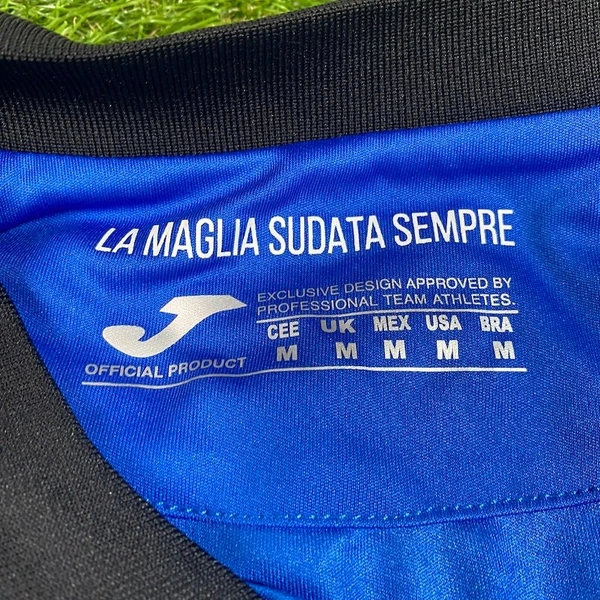 LA MAGLIA SUDATA SEMPRE
EXCLUSIVE DESIGN APPROVED BY
PROFESSIONAL TEAM ATHLETES.
CEE UK MEX USA BRA
M M M M M
OFFICIAL PRODUCT